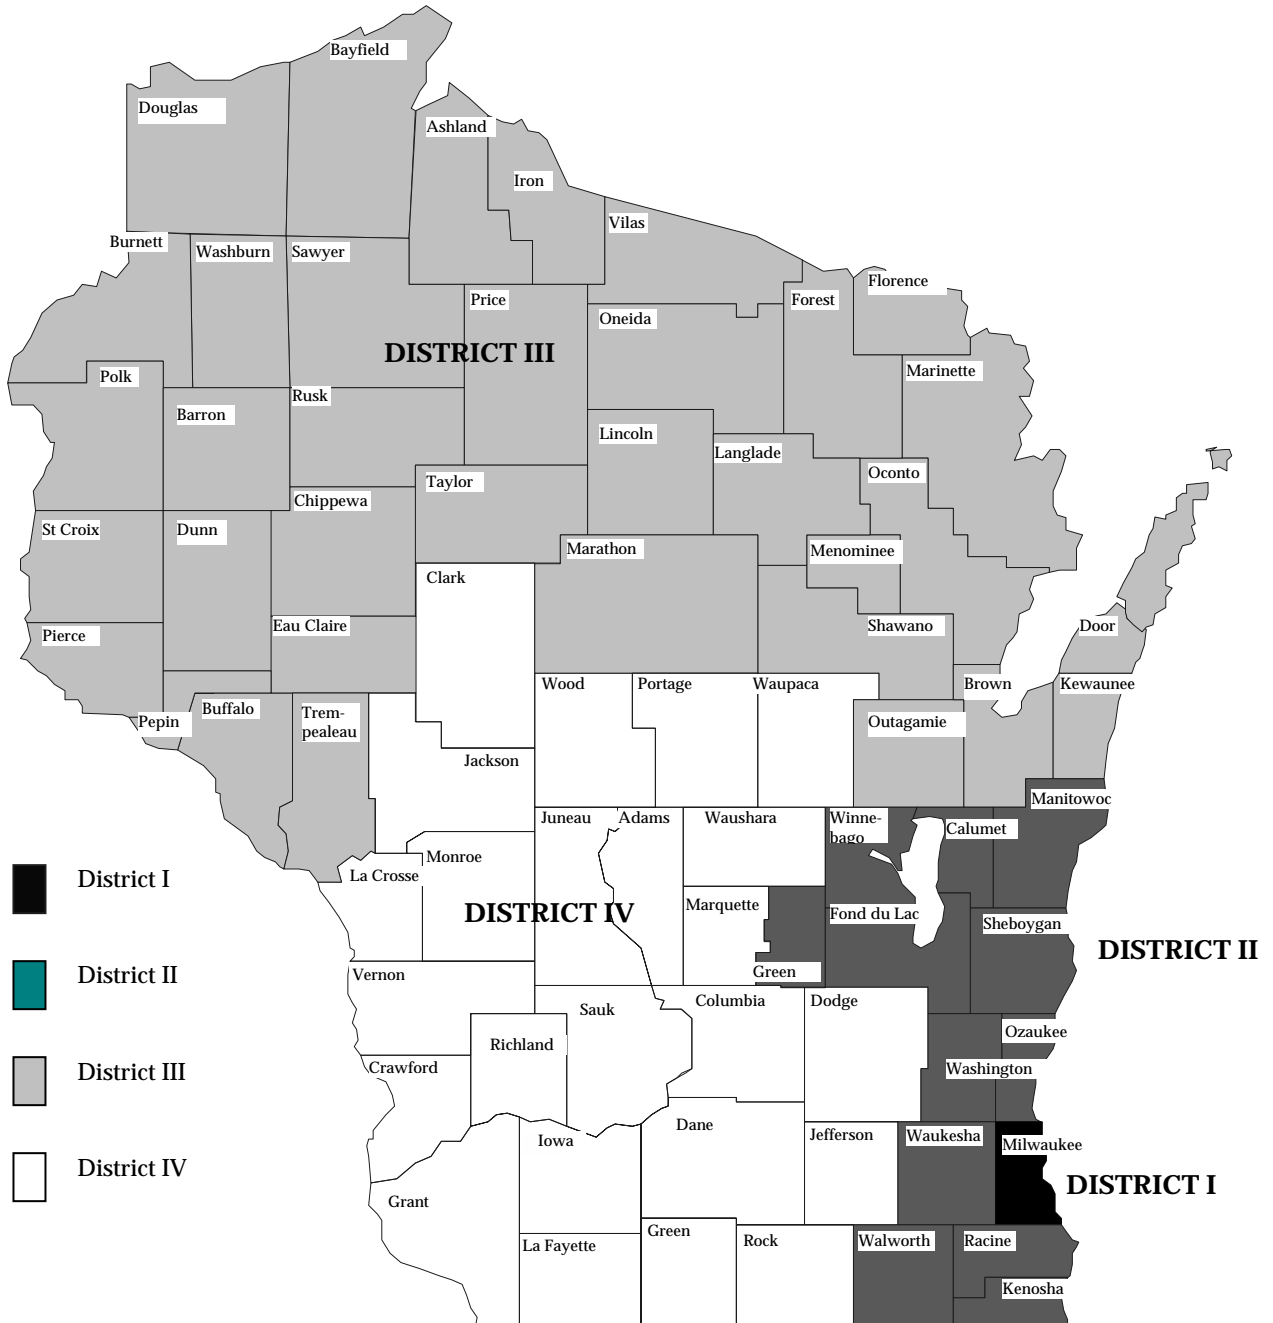 Bayfield
Douglas
Ashland
Iron
Vilas
Burnett
Washburn
Sawyer
Florence
Price
Forest
Oneida
DISTRICT III
Marinette
Polk
Rusk
Barron
Lincoln
Langlade
Oconto
Taylor
Chippewa
St Croix
Dunn
Marathon
Menominee
Clark
Eau Claire
Shawano
Door
Pierce
Wood
Portage
Waupaca
Brown
Kewaunee
Buffalo
Trem-
pealeau
Pepin
Outagamie
Jackson
Manitowoc
Juneau
Adams
Waushara
Winne-
bago
Calumet
Monroe
La Crosse
District I
DISTRICT IV
Marquette
Fond du Lac
Sheboygan
DISTRICT II
Green
Vernon
District II
Columbia
Dodge
Sauk
Ozaukee
Richland
Crawford
Washington
District III
Dane
Jefferson
Waukesha
Milwaukee
Iowa
District IV
DISTRICT I
Grant
Green
Rock
Walworth
Racine
La Fayette
Kenosha